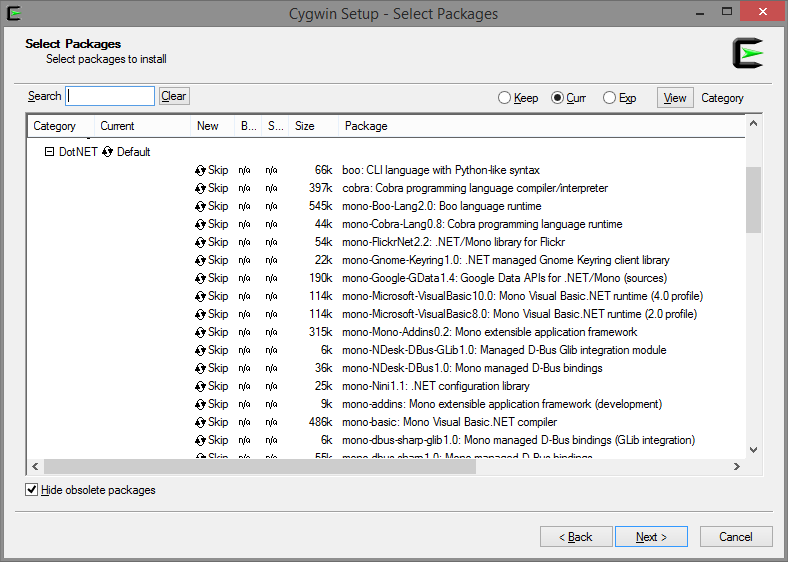 Cygwin Setup - Select Packages
Select Packages
Select packages to install
Search Clear Keep Curr Exp View Category
Category Current New B... S... Size Package
DotNET Default
Skip n/a n/a 66k boo: CLI language with Python-like syntax
Skip n/a n/a 397k cobra: Cobra programming language compiler/interpreter
Skip n/a n/a 545k mono-Boo-Lang2.0: Boo language runtime
Skip n/a n/a 44k mono-Cobra-Lang0.8: Cobra programming language runtime
Skip n/a n/a 54k mono-FlickrNet2.2: .NET/Mono library for Flickr
Skip n/a n/a 22k mono-Gnome-Keyring1.0: .NET managed Gnome Keyring client library
Skip n/a n/a 190k mono-Google-GData1.4: Google Data APIs for .NET/Mono (sources)
Skip n/a n/a 114k mono-Microsoft-VisualBasic10.0: Mono Visual Basic.NET runtime (4.0 profile)
Skip n/a n/a 114k mono-Microsoft-VisualBasic8.0: Mono Visual Basic.NET runtime (2.0 profile)
Skip n/a n/a 315k mono-Mono-Addins0.2: Mono extensible application framework
Skip n/a n/a 6k mono-NDesk-DBus-GLib1.0: Managed D-Bus Glib integration module
Skip n/a n/a 36k mono-NDesk-DBus1.0: Mono managed D-Bus bindings
Skip n/a n/a 25k mono-Nini1.1: .NET configuration library
Skip n/a n/a 9k mono-addins: Mono extensible application framework (development)
Skip n/a n/a 486k mono-basic: Mono Visual Basic.NET compiler
Skip n/a n/a 6k mono-dbus-sharp-glib1.0: Mono managed D-Bus bindings (GLib integration)
Skip n/a n/a 55k mono-dbus-sharp1.0: Mono managed D-Bus bindings
Hide obsolete packages
< Back Next > Cancel